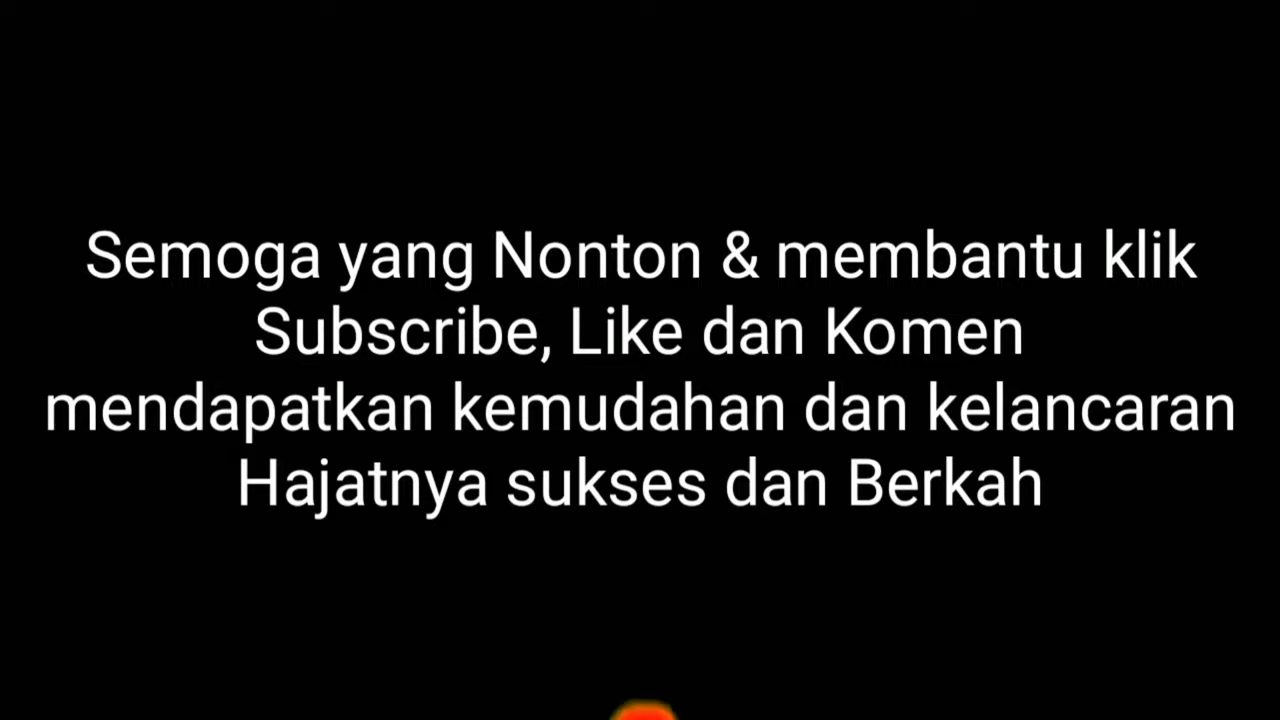 Semoga yang Nonton & membantu klik
Subscribe, Like dan Komen
mendapatkan kemudahan dan kelancaran
Hajatnya sukses dan Berkah